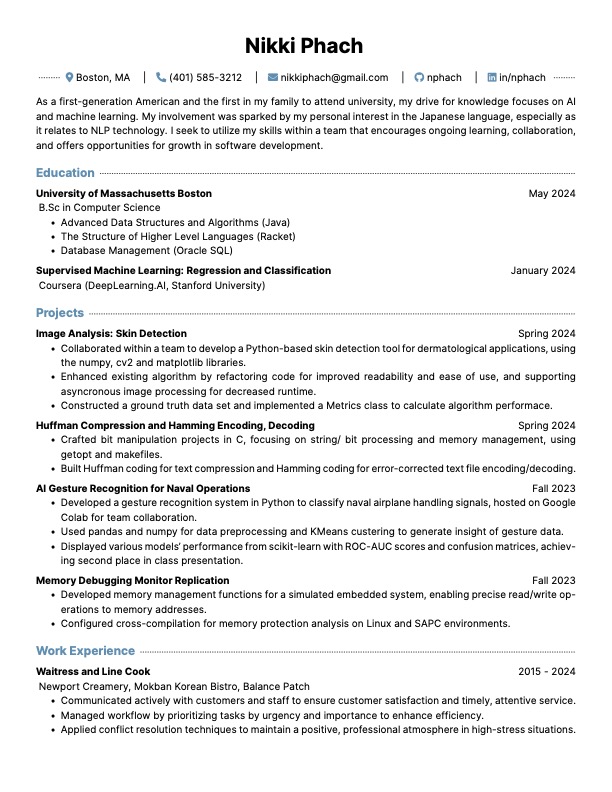 Nikki Phach
Boston, MA | (401) 585-3212 | nikkiphach@gmail.com | nphach | in/nphach
As a first-generation American and the first in my family to attend university, my drive for knowledge focuses on AI
and machine learning. My involvement was sparked by my personal interest in the Japanese language, especially as
it relates to NLP technology. I seek to utilize my skills within a team that encourages ongoing learning, collaboration,
and offers opportunities for growth in software development.
Education
University of Massachusetts Boston May 2024
B.Sc in Computer Science
• Advanced Data Structures and Algorithms (Java)
• The Structure of Higher Level Languages (Racket)
• Database Management (Oracle SQL)
Supervised Machine Learning: Regression and Classification January 2024
Coursera (DeepLearning.AI, Stanford University)
Projects
Image Analysis: Skin Detection Spring 2024
• Collaborated within a team to develop a Python-based skin detection tool for dermatological applications, using
the numpy, cv2 and matplotlib libraries.
• Enhanced existing algorithm by refactoring code for improved readability and ease of use, and supporting
asyncronous image processing for decreased runtime.
• Constructed a ground truth data set and implemented a Metrics class to calculate algorithm performace.
Huffman Compression and Hamming Encoding, Decoding Spring 2024
• Crafted bit manipulation projects in C, focusing on string/ bit processing and memory management, using
getopt and makefiles.
• Built Huffman coding for text compression and Hamming coding for error-corrected text file encoding/decoding.
AI Gesture Recognition for Naval Operations Fall 2023
• Developed a gesture recognition system in Python to classify naval airplane handling signals, hosted on Google
Colab for team collaboration.
• Used pandas and numpy for data preprocessing and KMeans custering to generate insight of gesture data.
• Displayed various models' performance from scikit-learn with ROC-AUC scores and confusion matrices, achiev-
ing second place in class presentation.
Memory Debugging Monitor Replication Fall 2023
• Developed memory management functions for a simulated embedded system, enabling precise read/write op-
erations to memory addresses.
• Configured cross-compilation for memory protection analysis on Linux and SAPC environments.
Work Experience
Waitress and Line Cook 2015 - 2024
Newport Creamery, Mokban Korean Bistro, Balance Patch
• Communicated actively with customers and staff to ensure customer satisfaction and timely, attentive service.
• Managed workflow by prioritizing tasks by urgency and importance to enhance efficiency.
• Applied conflict resolution techniques to maintain a positive, professional atmosphere in high-stress situations.